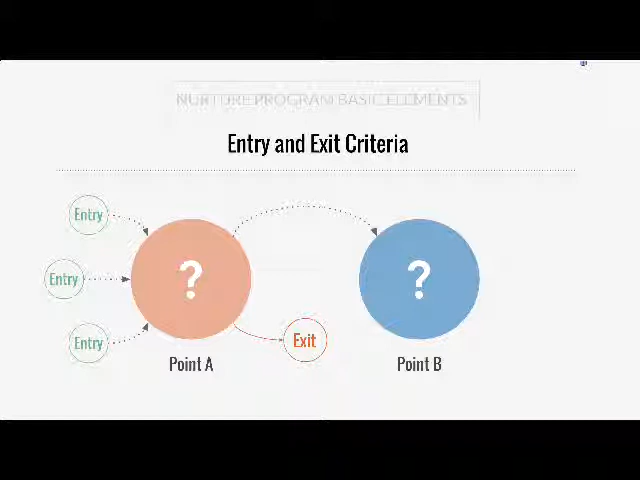 NURTURE PROGRAM BASIC ELEMENTS
Entry and Exit Criteria
Entry
Entry
?
?
Entry
Exit
Point A
Point B